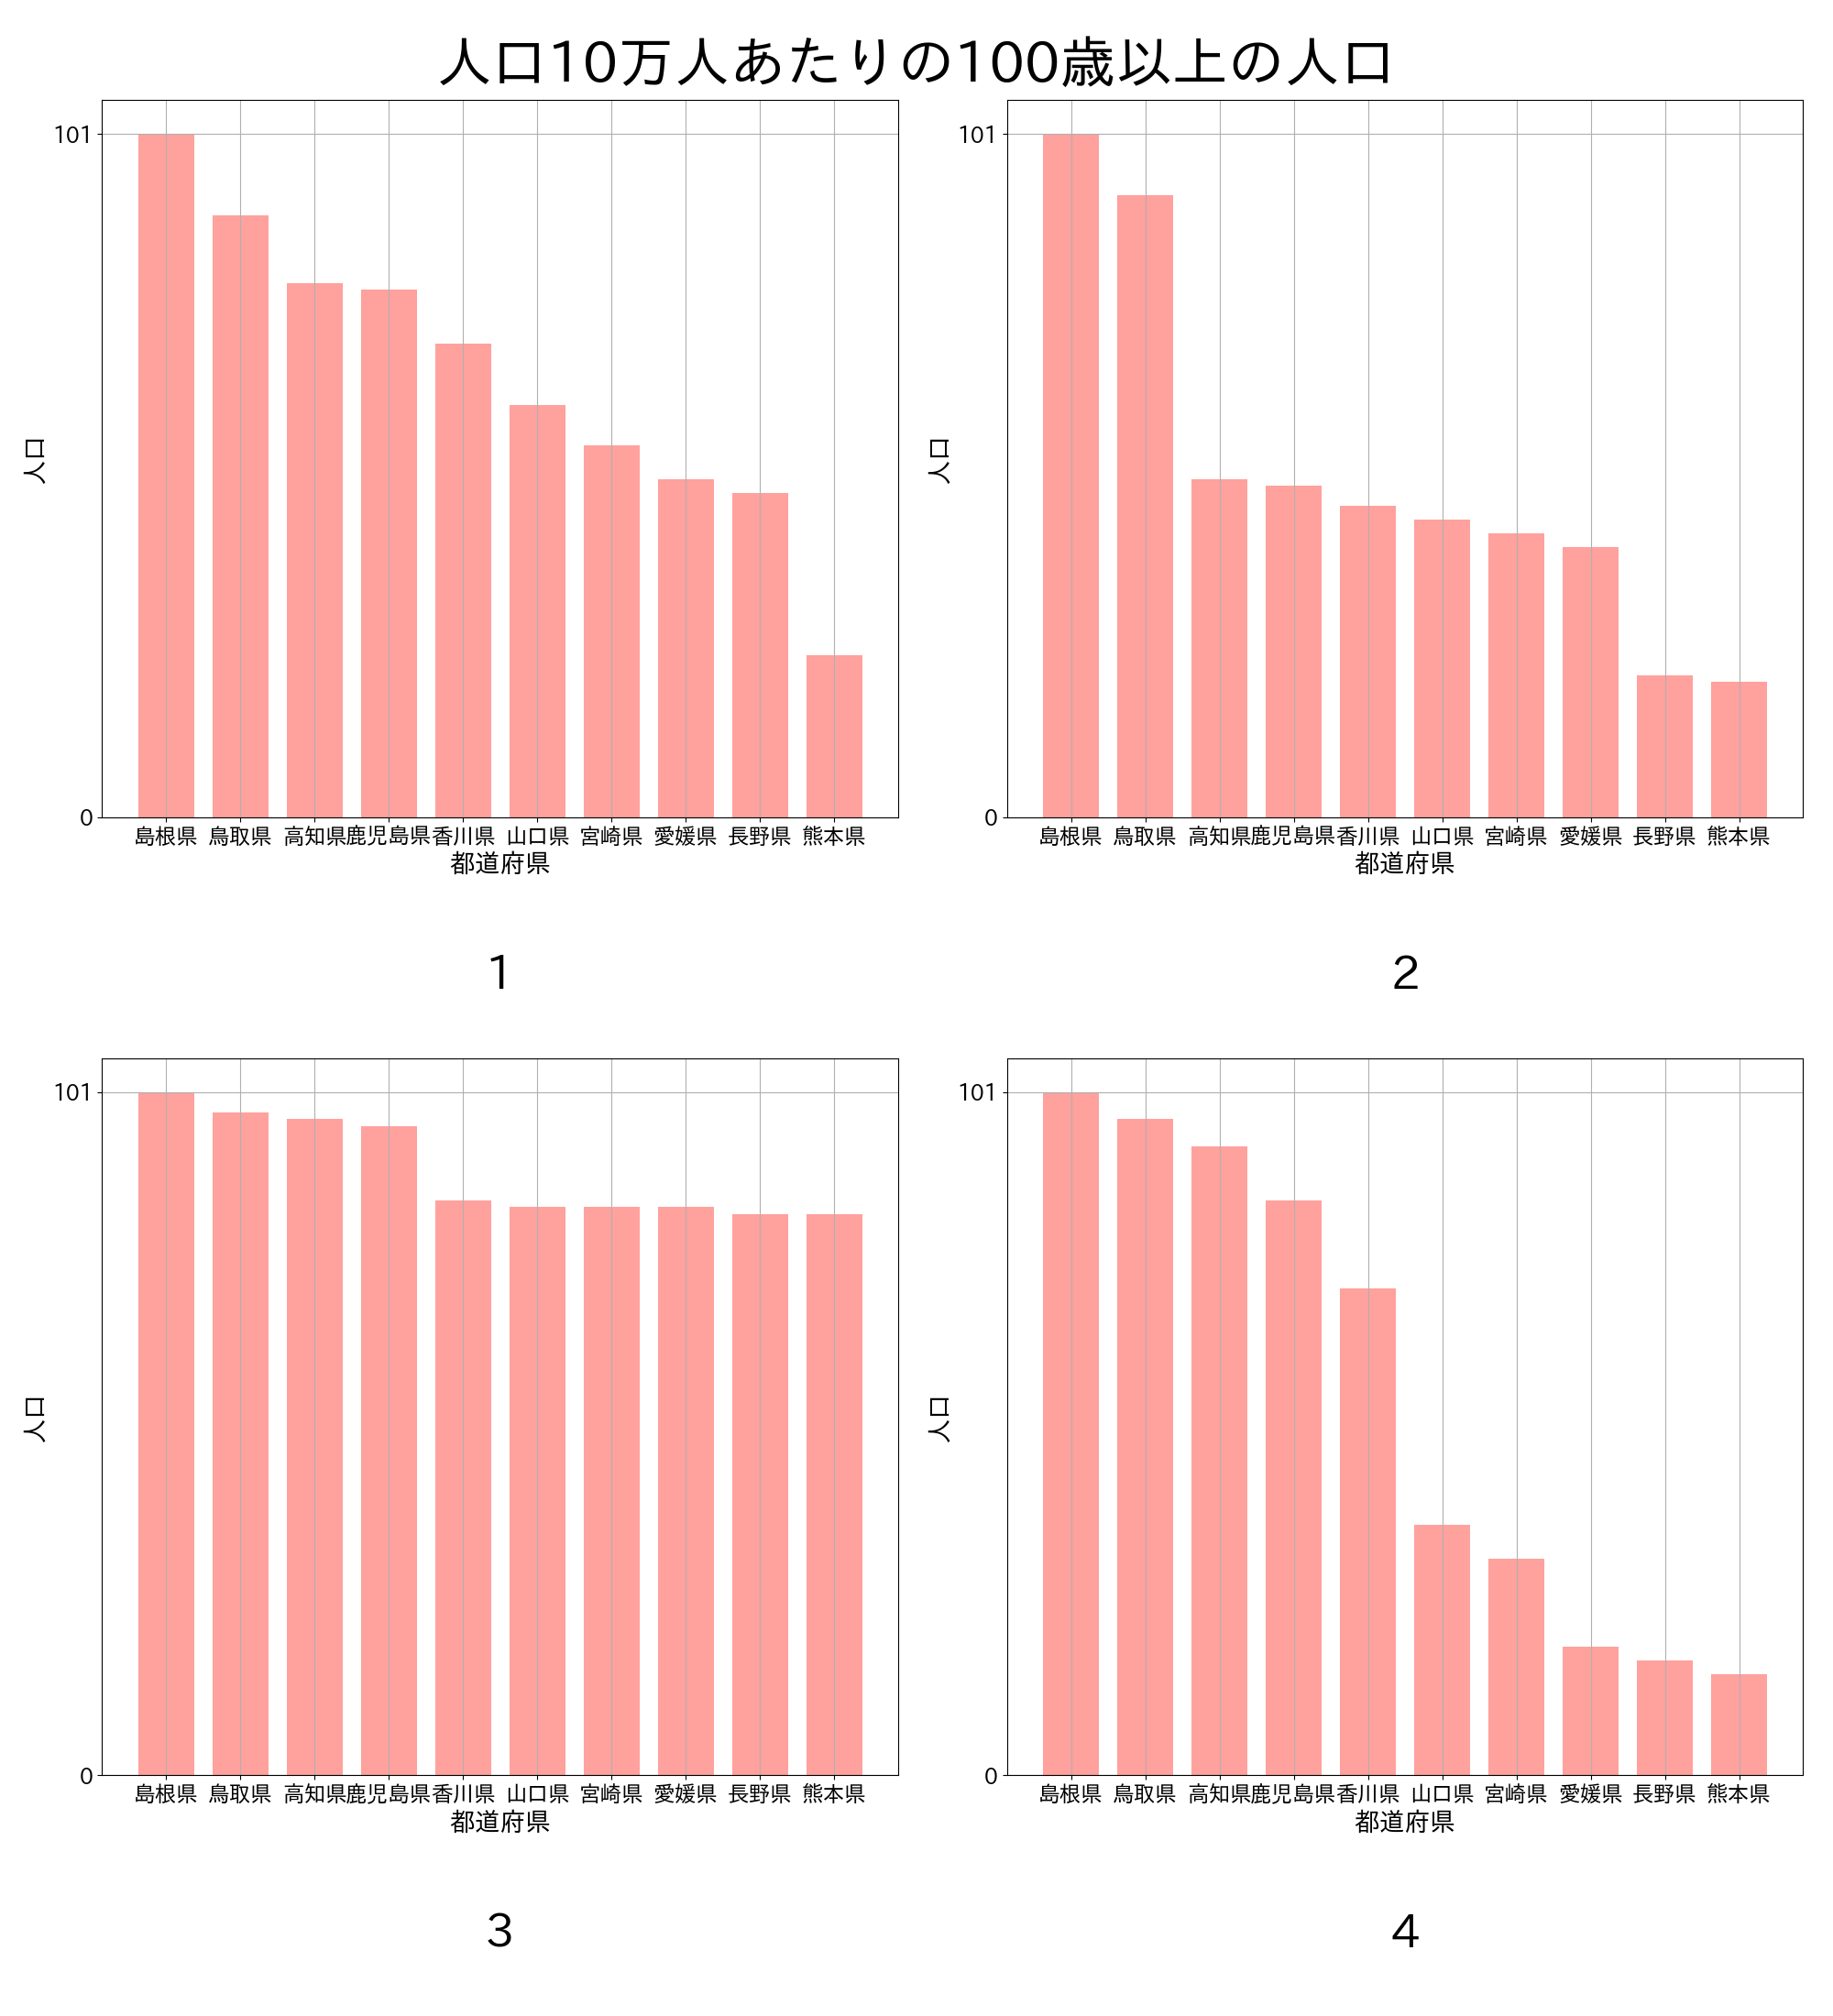 人口10万人あたりの100歳以上の人口
101
0
人口
島根県 鳥取県 高知県 鹿児島県 香川県 山口県 宮崎県 愛媛県 長野県 熊本県
都道府県
1
101
0
人口
島根県 鳥取県 高知県 鹿児島県 香川県 山口県 宮崎県 愛媛県 長野県 熊本県
都道府県
2
101
0
人口
島根県 鳥取県 高知県 鹿児島県 香川県 山口県 宮崎県 愛媛県 長野県 熊本県
都道府県
3
101
0
人口
島根県 鳥取県 高知県 鹿児島県 香川県 山口県 宮崎県 愛媛県 長野県 熊本県
都道府県
4